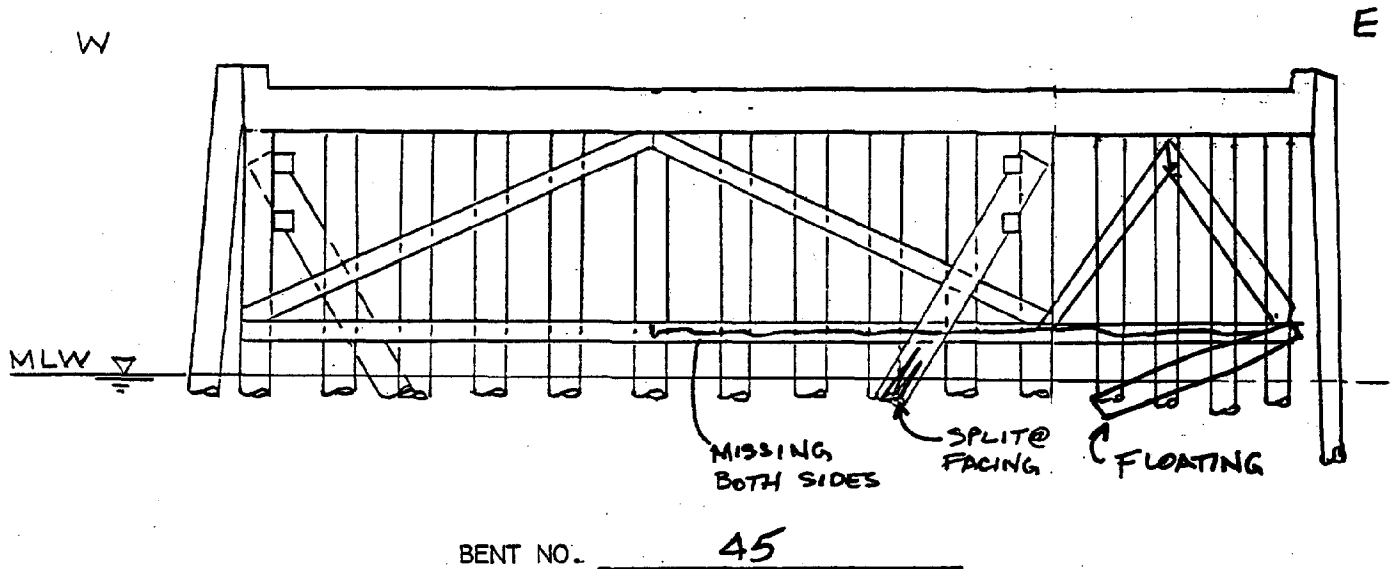 W
E
MLW
MISSING
BOTH SIDES
SPLIT@
FACING
FLOATING
BENT NO. 45